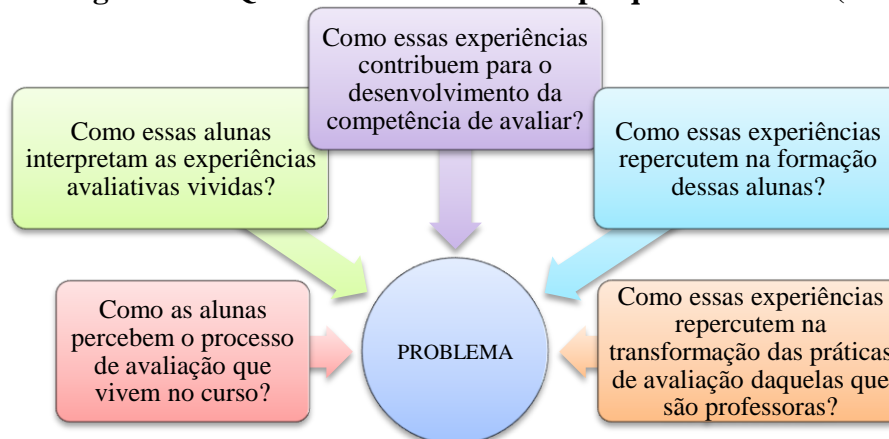 Como essas experiências
contribuem para o
desenvolvimento da
competência de avaliar?
Como essas alunas
interpretam as experiências
avaliativas vividas?
Como essas experiências
repercutem na formação
dessas alunas?
Como as alunas
percebem o processo
de avaliação que
vivem no curso?
PROBLEMA
Como essas experiências
repercutem na
transformação das práticas
de avaliação daquelas que
são professoras?